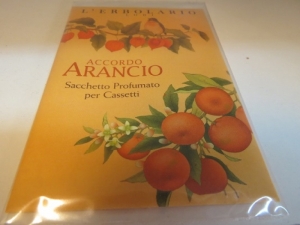 L'ERBOLARIO
ACCORDO
ARANCIO
Sacchetto Profumato
per Cassetti